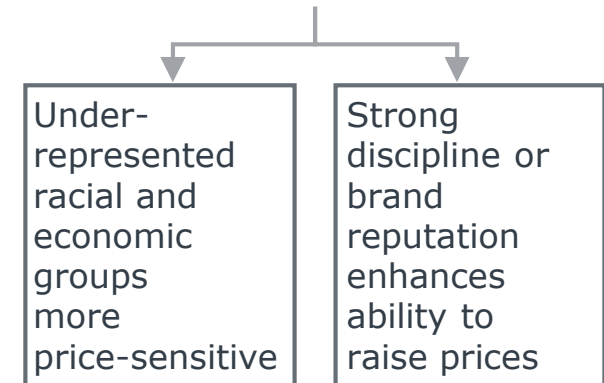 Under-
represented
racial and
economic
groups
more
price-sensitive
Strong
discipline or
brand
reputation
enhances
ability to
raise prices